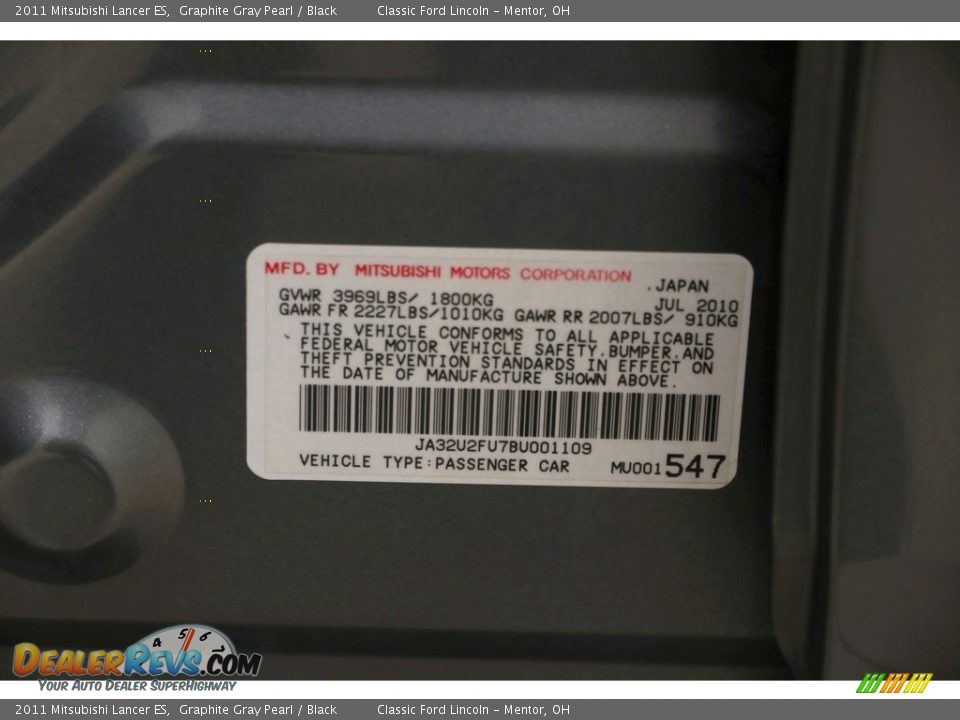 2011 Mitsubishi Lancer ES, Graphite Gray Pearl / Black Classic Ford Lincoln - Mentor, OH
MFD. BY MITSUBISHI MOTORS CORPORATION
JAPAN
GVWR 3969LBS/ 1800KG JUL 2010
GAWR FR 2227LBS/1010KG GAWR RR 2007LBS/ 910KG
THIS VEHICLE CONFORMS TO ALL APPLICABLE
FEDERAL MOTOR VEHICLE SAFETY, BUMPER, AND
THEFT PREVENTION STANDARDS IN EFFECT ON
THE DATE OF MANUFACTURE SHOWN ABOVE.
JA32U2FU7BU001109
VEHICLE TYPE:PASSENGER CAR MU001547
4 5 6
DEALERREVS.COM
YOUR AUTO DEALER SUPERHIGHWAY
2011 Mitsubishi Lancer ES, Graphite Gray Pearl / Black Classic Ford Lincoln - Mentor, OH